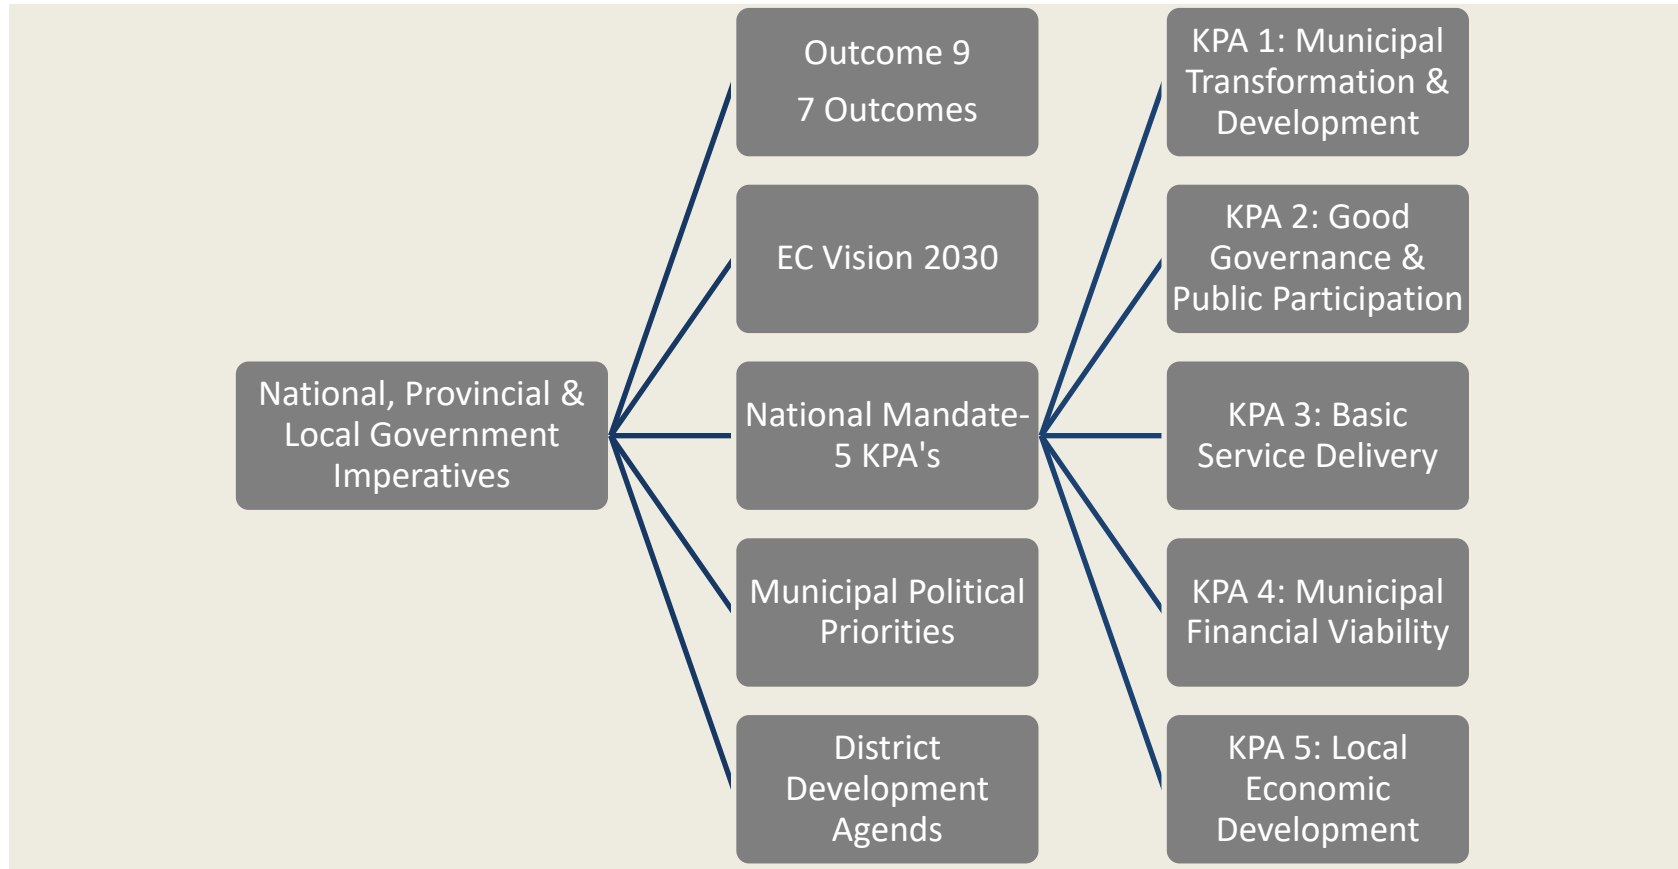 National, Provincial &
Local Government
Imperatives
Outcome 9
7 Outcomes
EC Vision 2030
National Mandate-
5 KPA's
Municipal Political
Priorities
District
Development
Agends
KPA 1: Municipal
Transformation &
Development
KPA 2: Good
Governance &
Public Participation
KPA 3: Basic
Service Delivery
KPA 4: Municipal
Financial Viability
KPA 5: Local
Economic
Development